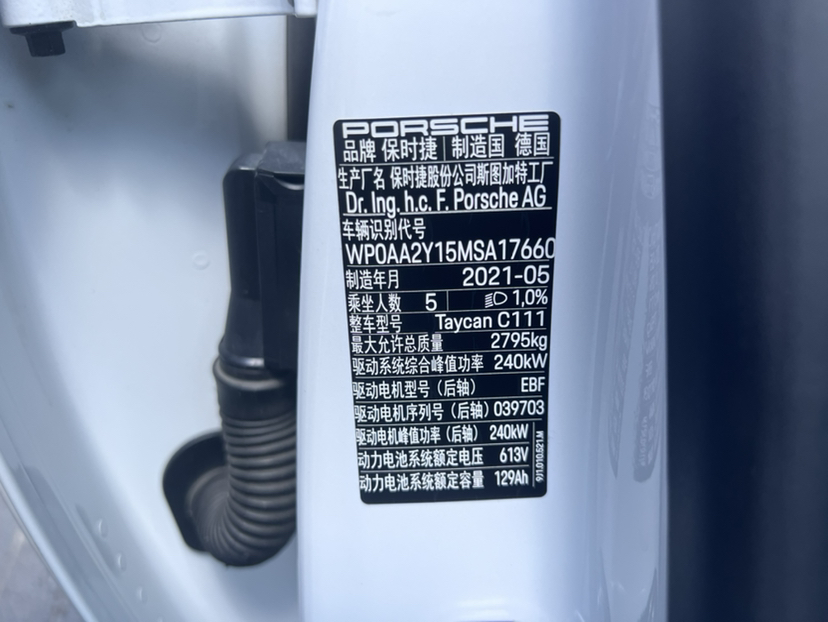 PORSCHE
品牌 保时捷 制造国 德国
生产厂名 保时捷股份公司斯图加特工厂
Dr. Ing. h.c. F. Porsche AG
车辆识别代号
WP0AA2Y15MSA17660
制造年月 2021-05
乘坐人数 5 1,0%
整车型号 Taycan C111
最大允许总质量 2795kg
驱动系统综合峰值功率 240kW
驱动电机型号（后轴） EBF
驱动电机序列号（后轴） 039703
驱动电机峰值功率（后轴） 240kW
动力电池系统额定电压 613V
动力电池系统额定容量 129Ah
9J1.010.521.M